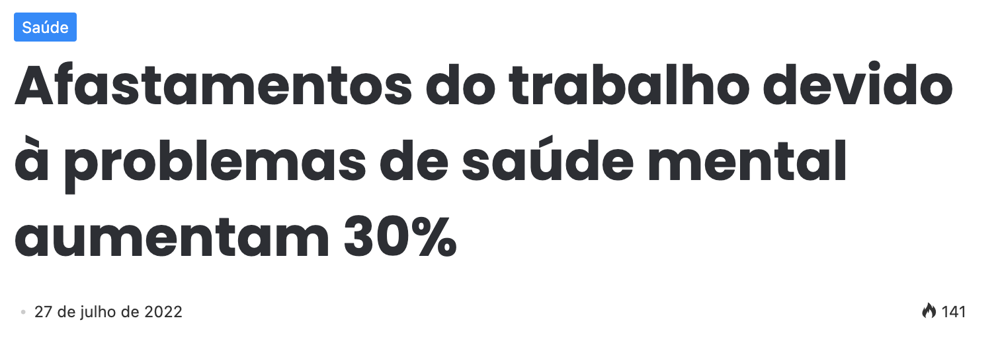 Saúde
Afastamentos do trabalho devido
à problemas de saúde mental
aumentam 30%
27 de julho de 2022
141